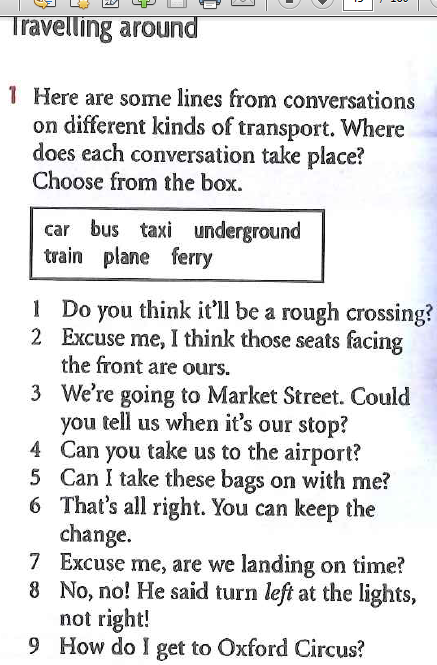 Travelling around
1 Here are some lines from conversations
on different kinds of transport. Where
does each conversation take place?
Choose from the box.
car bus taxi underground
train plane ferry
1 Do you think it'll be a rough crossing?
2 Excuse me, I think those seats facing
the front are ours.
3 We're going to Market Street. Could
you tell us when it's our stop?
4 Can you take us to the airport?
5 Can I take these bags on with me?
6 That's all right. You can keep the
change.
7 Excuse me, are we landing on time?
8 No, no! He said turn left at the lights,
not right!
9 How do I get to Oxford Circus?